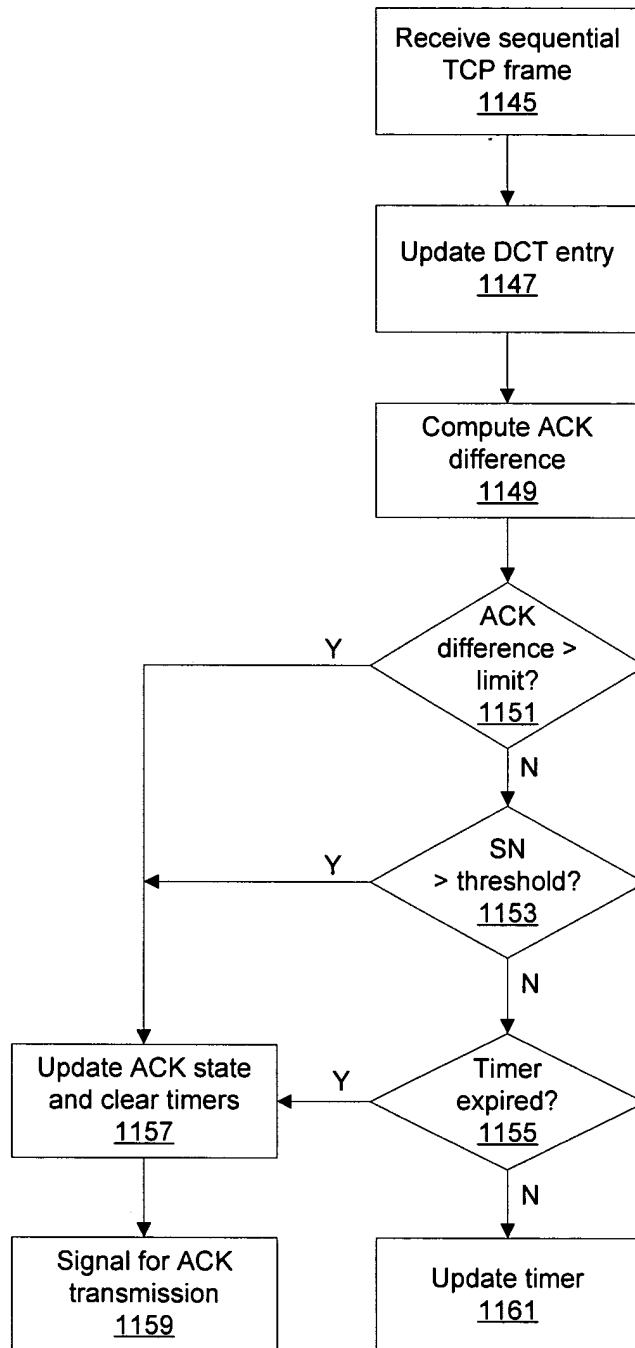 Receive sequential
TCP frame
1145
Update DCT entry
1147
Compute ACK
difference
1149
ACK
difference >
limit?
1151
Y
N
SN
> threshold?
1153
Y
N
Timer
expired?
1155
Y
N
Update ACK state
and clear timers
1157
Signal for ACK
transmission
1159
Update timer
1161